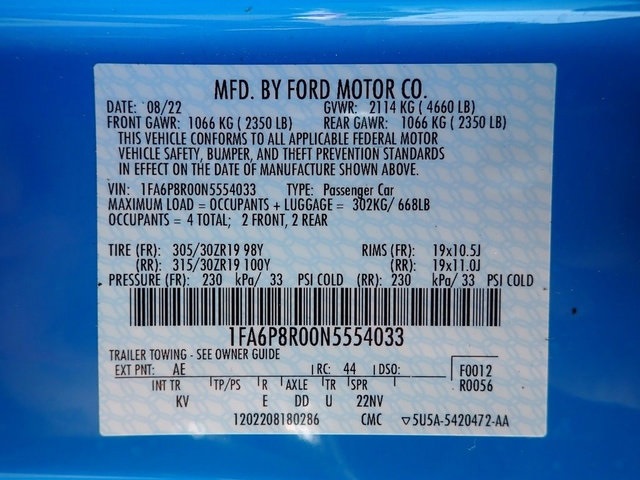 MFD. BY FORD MOTOR CO.
DATE: 08/22 GVWR: 2114 KG ( 4660 LB)
FRONT GAWR: 1066 KG ( 2350 LB) REAR GAWR: 1066 KG ( 2350 LB)
THIS VEHICLE CONFORMS TO ALL APPLICABLE FEDERAL MOTOR
VEHICLE SAFETY, BUMPER, AND THEFT PREVENTION STANDARDS
IN EFFECT ON THE DATE OF MANUFACTURE SHOWN ABOVE.
VIN: 1FA6P8R00N5554033 TYPE: Passenger Car
MAXIMUM LOAD = OCCUPANTS + LUGGAGE = 302KG/ 668LB
OCCUPANTS = 4 TOTAL; 2 FRONT, 2 REAR
TIRE (FR): 305/30ZR19 98Y RIMS (FR): 19x10.5J
(RR): 315/30ZR19 100Y (RR): 19x11.0J
PRESSURE (FR): 230 kPa/ 33 PSI COLD (RR): 230 kPa/ 33 PSI COLD
1FA6P8R00N5554033
TRAILER TOWING - SEE OWNER GUIDE
EXT PNT: AE RC: 44 DSO: F0012
R0056
INT TR TP/PS R AXLE TR SPR
KV E DD U 22NV
1202208180286 CMC ▽5U5A-5420472-AA